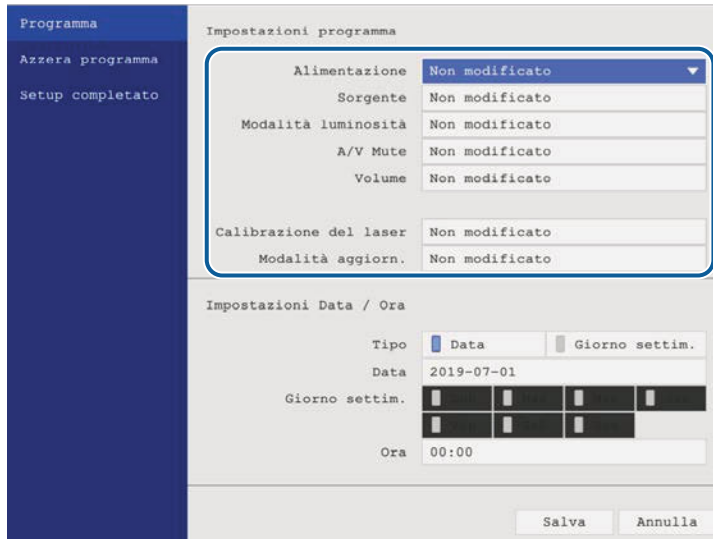 Programma
Azzera programma
Setup completato
Impostazioni programma
Alimentazione Non modificato
Sorgente Non modificato
Modalità luminosità Non modificato
A/V Mute Non modificato
Volume Non modificato
Calibrazione del laser Non modificato
Modalità aggiorn. Non modificato
Impostazioni Data / Ora
Tipo Data Giorno settim.
Data 2019-07-01
Giorno settim.
Ora 00:00
Salva Annulla